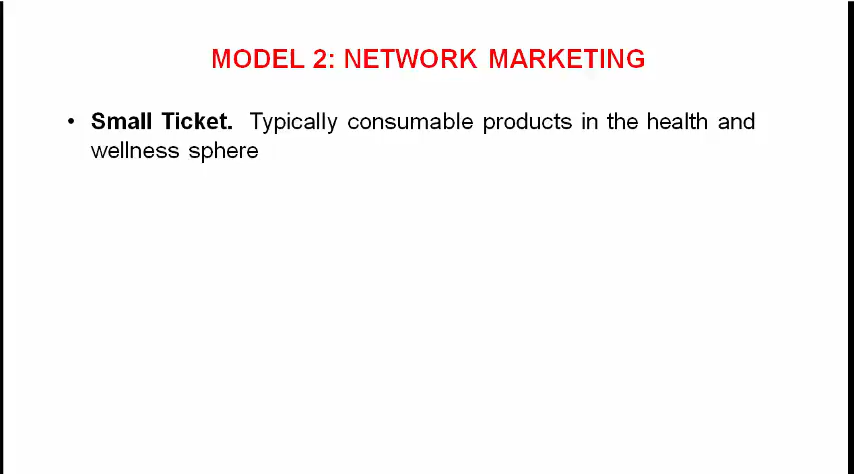 MODEL 2: NETWORK MARKETING
• Small Ticket. Typically consumable products in the health and
wellness sphere